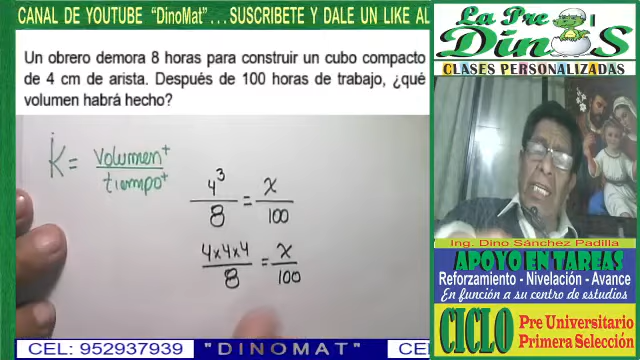 CANAL DE YOUTUBE "DinoMat"...SUSCRIBETE Y DALE UN LIKE AL
La Pre
DinoS
CLASES PERSONALIZADAS
Un obrero demora 8 horas para construir un cubo compacto
de 4 cm de arista. Después de 100 horas de trabajo, ¿qué
volumen habrá hecho?
K = volumen+ / tiempo+
4³/8 = x/100
4x4x4/8 = x/100
Ing. Dino Sánchez Padilla
APOYO EN TAREAS
Reforzamiento - Nivelación - Avance
En función a su centro de estudios
CICLO Pre Universitario
Primera Selección
CEL: 952937939 "DINOMAT" CE